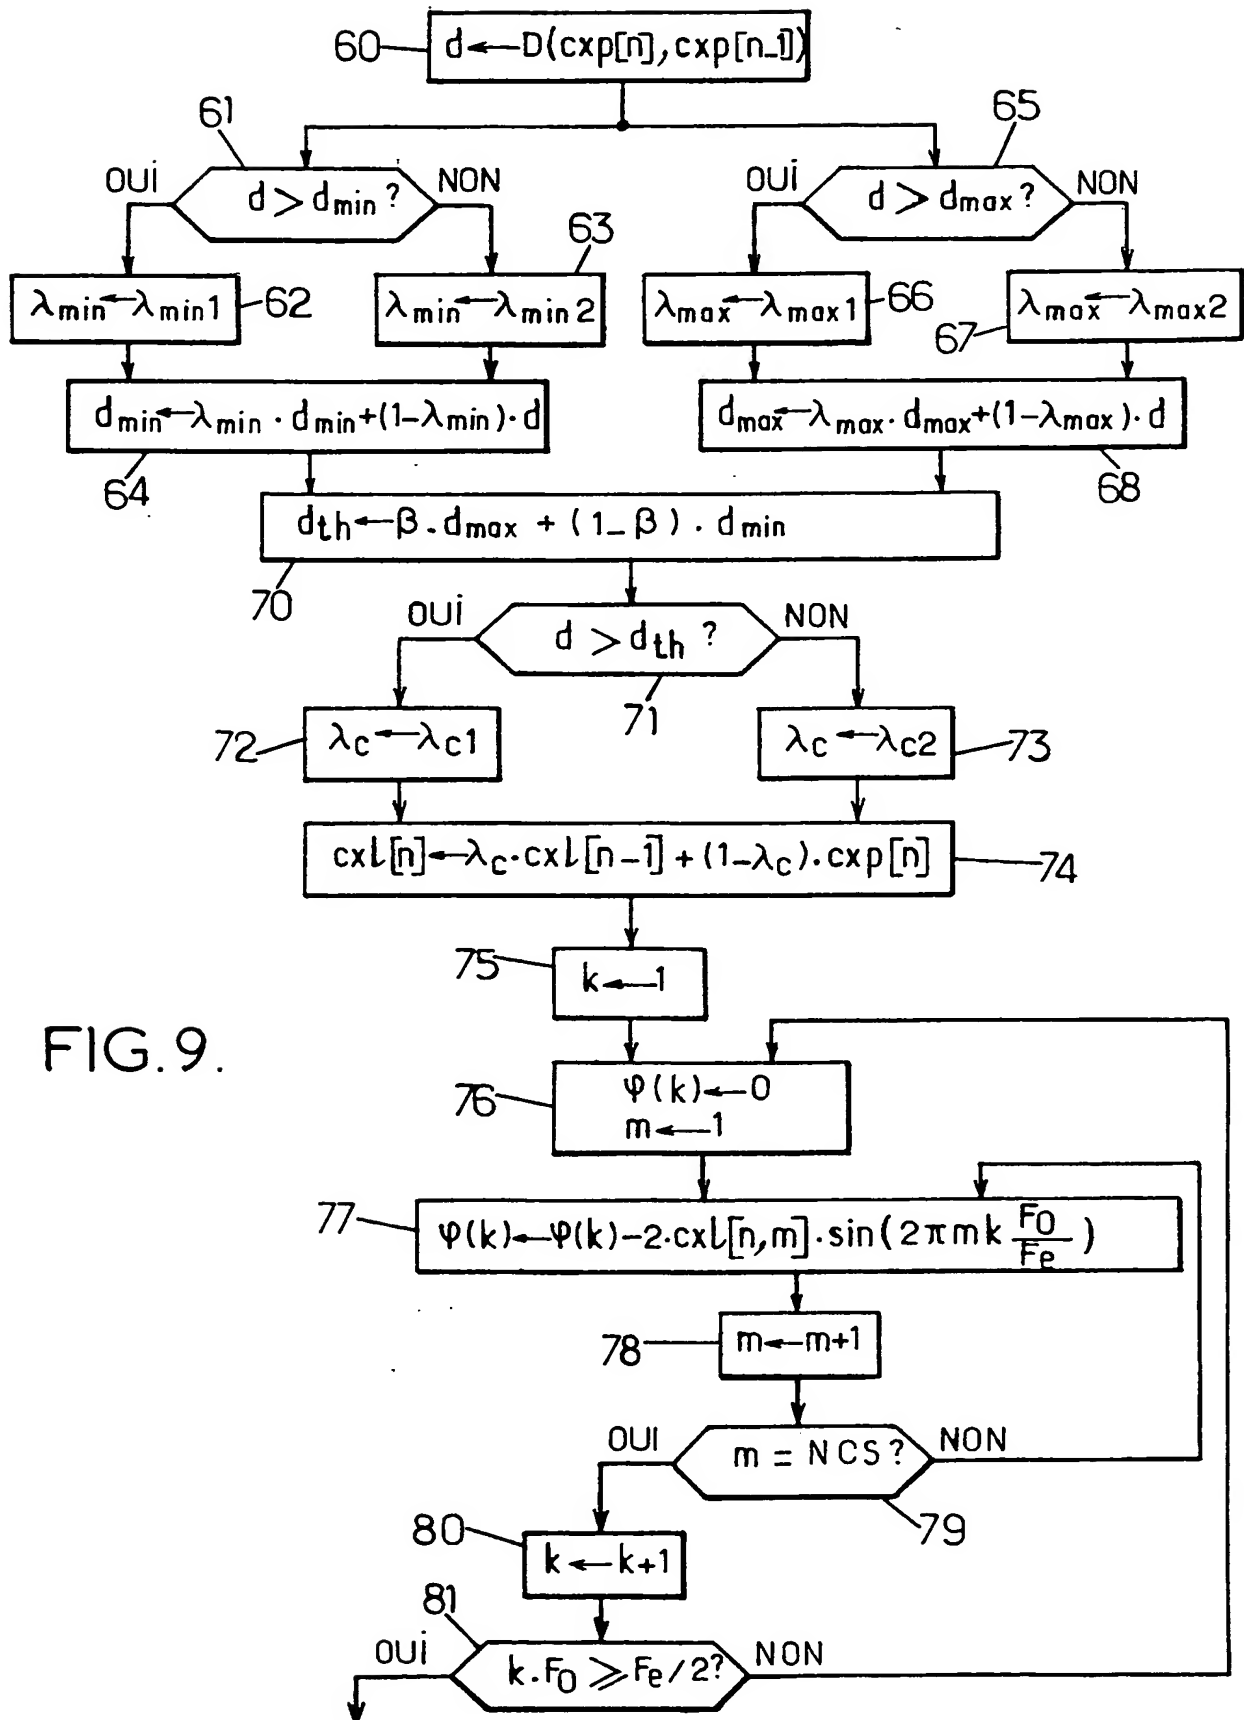 60
d←D(cxp[n],cxp[n-1])
61
65
OUi
d > dmin ?
NON
OUi
d > dmax ?
NON
63
λmin←λmin1
62
λmin←λmin2
λmax←λmax1
66
λmax←λmax2
67
dmin←λmin . dmin+(1-λmin).d
dmax←λmax. dmax+(1-λmax).d
64
68
dth←β.dmax + (1-β) . dmin
70
OUi
d > dth ?
NON
71
72
λc←λc1
λc←λc2
73
cxl[n]←λc.cxl[n-1]+(1-λc).cxp[n]
74
75
k←1
FIG.9.
76
φ(k)←0
m←1
77
φ(k)←φ(k)-2.cxl[n,m].sin(2πmk F0/Fe)
78
m←m+1
OUI
m = NCS?
NON
79
80
k←k+1
81
OUi
k.F0 ⩾ Fe/2?
NON